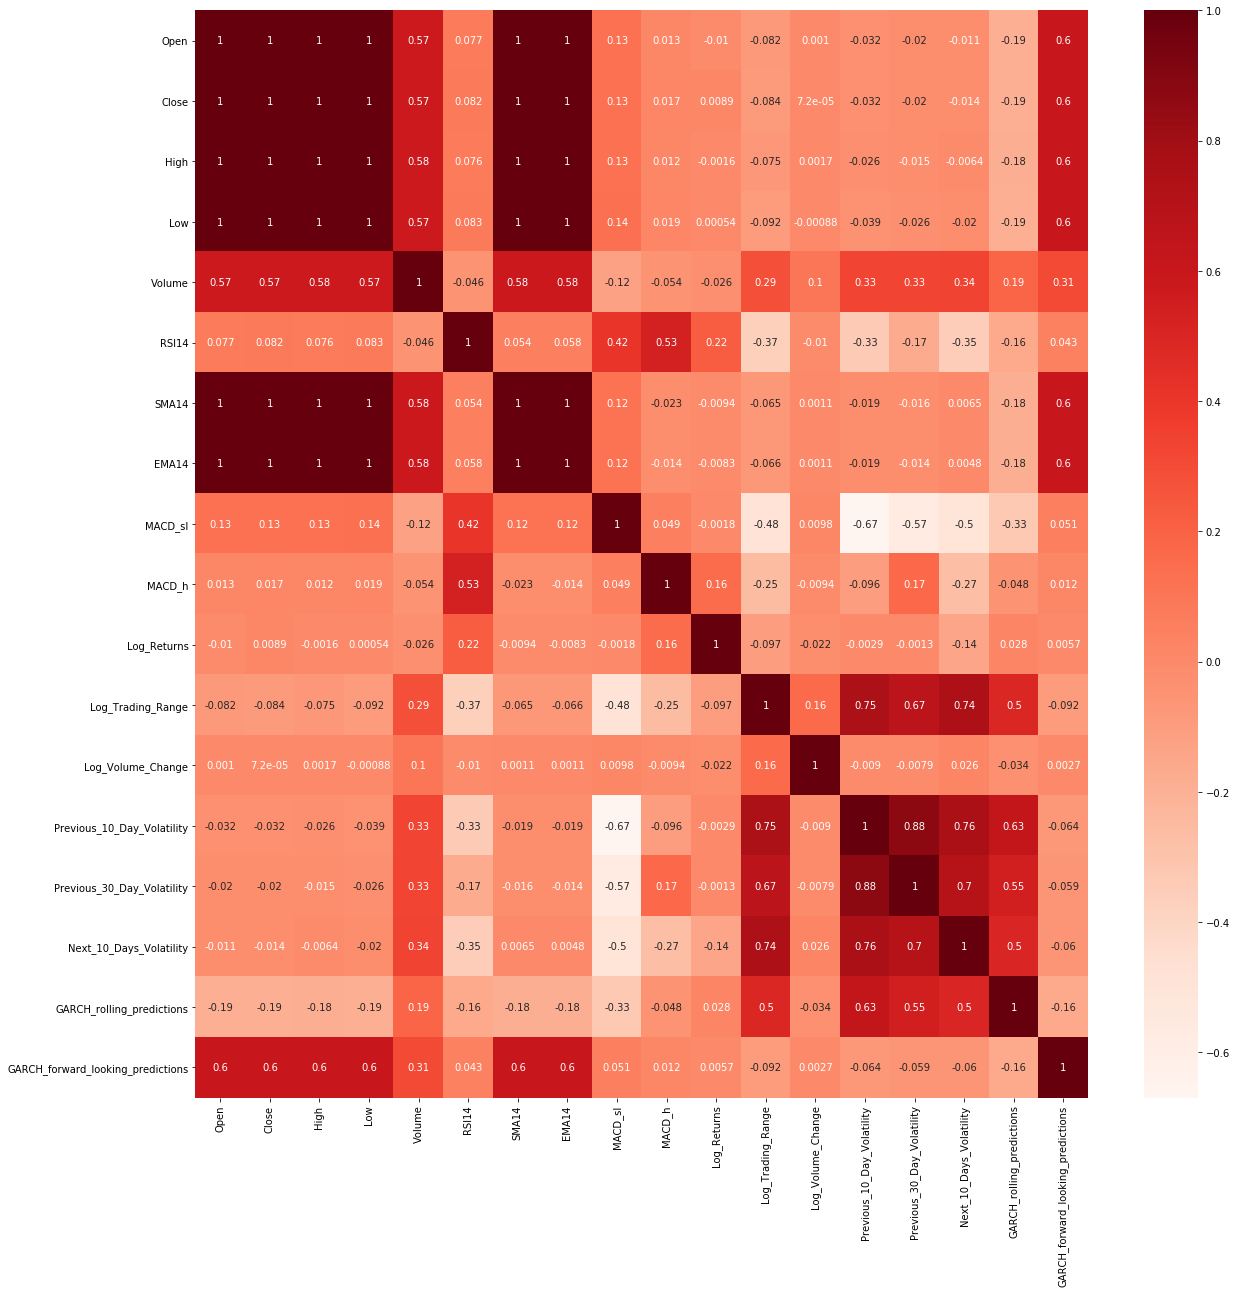 Open 1 1 1 1 0.57 0.077 1 1 0.13 0.013 -0.01 -0.082 0.001 -0.032 -0.02 -0.011 -0.19 0.6
Close 1 1 1 1 0.57 0.082 1 1 0.13 0.017 0.0089 -0.084 7.2e-05 -0.032 -0.02 -0.014 -0.19 0.6
High 1 1 1 1 0.58 0.076 1 1 0.13 0.012 -0.0016 -0.075 0.0017 -0.026 -0.015 -0.0064 -0.18 0.6
Low 1 1 1 1 0.57 0.083 1 1 0.14 0.019 0.00054 -0.092 -0.00088 -0.039 -0.026 -0.02 -0.19 0.6
Volume 0.57 0.57 0.58 0.57 1 -0.046 0.58 0.58 -0.12 -0.054 -0.026 0.29 0.1 0.33 0.33 0.34 0.19 0.31
RSI14 0.077 0.082 0.076 0.083 -0.046 1 0.054 0.058 0.42 0.53 0.22 -0.37 -0.01 -0.33 -0.17 -0.35 -0.16 0.043
SMA14 1 1 1 1 0.58 0.054 1 1 0.12 -0.023 -0.0094 -0.065 0.0011 -0.019 -0.016 0.0065 -0.18 0.6
EMA14 1 1 1 1 0.58 0.058 1 1 0.12 -0.014 -0.0083 -0.066 0.0011 -0.019 -0.014 0.0048 -0.18 0.6
MACD_sl 0.13 0.13 0.13 0.14 -0.12 0.42 0.12 0.12 1 0.049 -0.0018 -0.48 0.0098 -0.67 -0.57 -0.5 -0.33 0.051
MACD_h 0.013 0.017 0.012 0.019 -0.054 0.53 -0.023 -0.014 0.049 1 0.16 -0.25 -0.0094 -0.096 0.17 -0.27 -0.048 0.012
Log_Returns -0.01 0.0089 -0.0016 0.00054 -0.026 0.22 -0.0094 -0.0083 -0.0018 0.16 1 -0.097 -0.022 -0.0029 -0.0013 -0.14 0.028 0.0057
Log_Trading_Range -0.082 -0.084 -0.075 -0.092 0.29 -0.37 -0.065 -0.066 -0.48 -0.25 -0.097 1 0.16 0.75 0.67 0.74 0.5 -0.092
Log_Volume_Change 0.001 7.2e-05 0.0017 -0.00088 0.1 -0.01 0.0011 0.0011 0.0098 -0.0094 -0.022 0.16 1 -0.009 -0.0079 0.026 -0.034 0.0027
Previous_10_Day_Volatility -0.032 -0.032 -0.026 -0.039 0.33 -0.33 -0.019 -0.019 -0.67 -0.096 -0.0029 0.75 -0.009 1 0.88 0.76 0.63 -0.064
Previous_30_Day_Volatility -0.02 -0.02 -0.015 -0.026 0.33 -0.17 -0.016 -0.014 -0.57 0.17 -0.0013 0.67 -0.0079 0.88 1 0.7 0.55 -0.059
Next_10_Days_Volatility -0.011 -0.014 -0.0064 -0.02 0.34 -0.35 0.0065 0.0048 -0.5 -0.27 -0.14 0.74 0.026 0.76 0.7 1 0.5 -0.06
GARCH_rolling_predictions -0.19 -0.19 -0.18 -0.19 0.19 -0.16 -0.18 -0.18 -0.33 -0.048 0.028 0.5 -0.034 0.63 0.55 0.5 1 -0.16
GARCH_forward_looking_predictions 0.6 0.6 0.6 0.6 0.31 0.043 0.6 0.6 0.051 0.012 0.0057 -0.092 0.0027 -0.064 -0.059 -0.06 -0.16 1
Open
Close
High
Low
Volume
RSI14
SMA14
EMA14
MACD_sl
MACD_h
Log_Returns
Log_Trading_Range
Log_Volume_Change
Previous_10_Day_Volatility
Previous_30_Day_Volatility
Next_10_Days_Volatility
GARCH_rolling_predictions
GARCH_forward_looking_predictions
1.0
0.8
0.6
0.4
0.2
0.0
−0.2
−0.4
−0.6